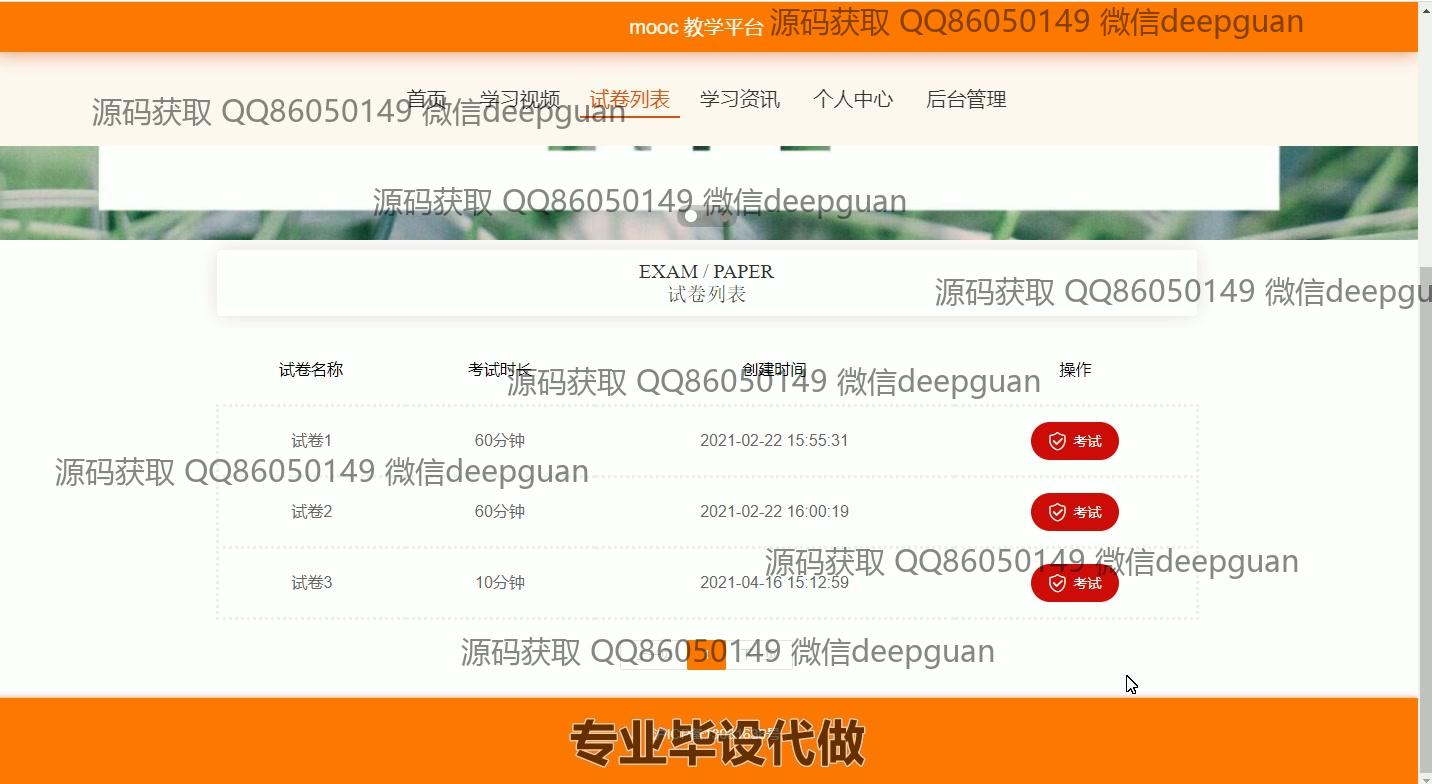 mooc 教学平台
源码获取 QQ86050149 微信deepguan
首页 学习视频 试卷列表 学习资讯 个人中心 后台管理
源码获取 QQ86050149 微信deepguan
源码获取 QQ86050149 微信deepguan
EXAM / PAPER
试卷列表
源码获取 QQ86050149 微信deepgu
试卷名称 考试时长 创建时间 操作
源码获取 QQ86050149 微信deepguan
试卷1 60分钟 2021-02-22 15:55:31 考试
源码获取 QQ86050149 微信deepguan
试卷2 60分钟 2021-02-22 16:00:19 考试
源码获取 QQ86050149 微信deepguan
试卷3 10分钟 2021-04-16 15:12:59 考试
源码获取 QQ86050149 微信deepguan
专业毕设代做